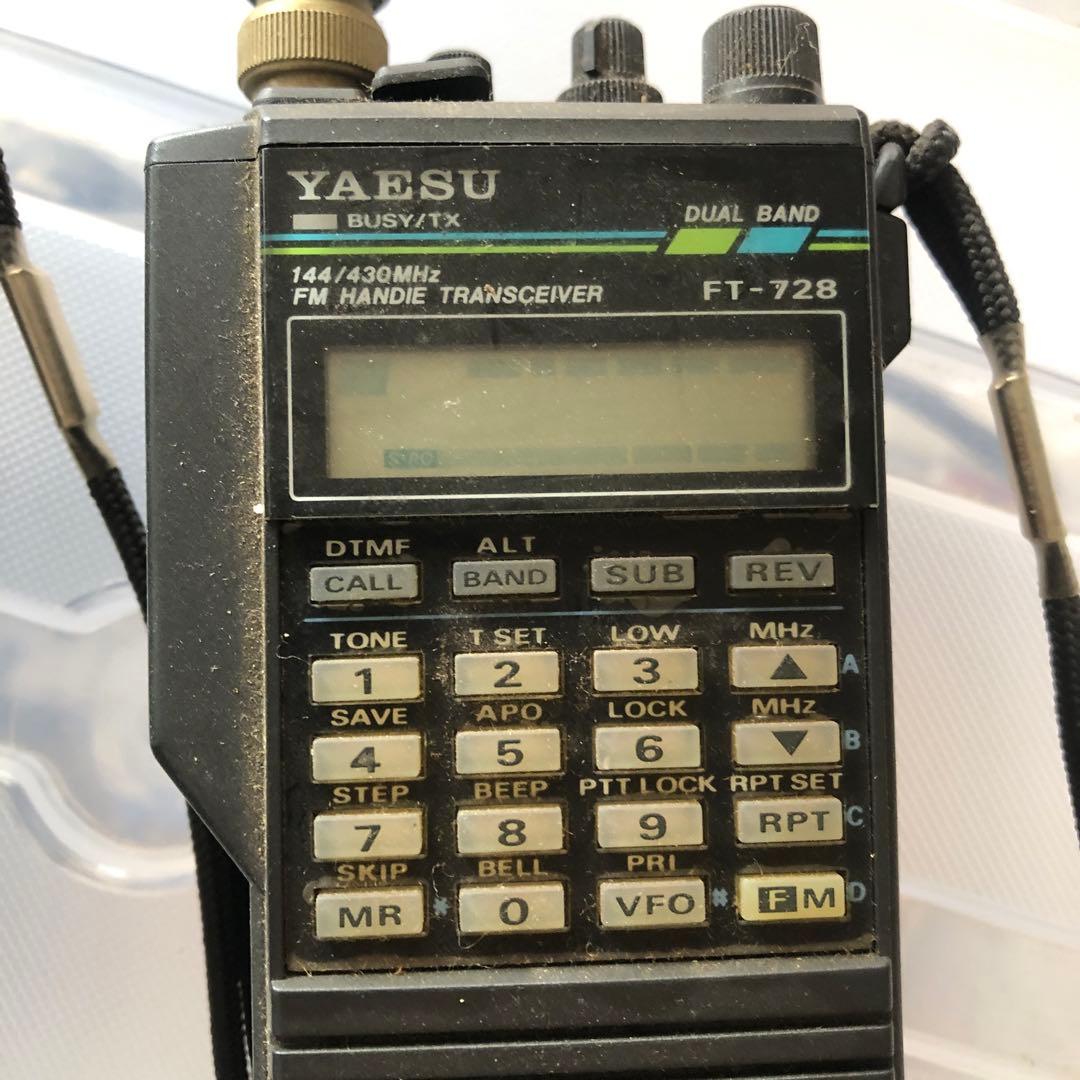 YAESU
BUSY/TX
DUAL BAND
144/430MHz
FM HANDIE TRANSCEIVER
FT-728
DTMF ALT
CALL BAND SUB REV
TONE T SET LOW MHz
1 2 3 ▲ A
SAVE APO LOCK MHz
4 5 6 ▼ B
STEP BEEP PTT LOCK RPT SET
7 8 9 RPT C
SKIP BELL PRI
MR * 0 VFO # F M D